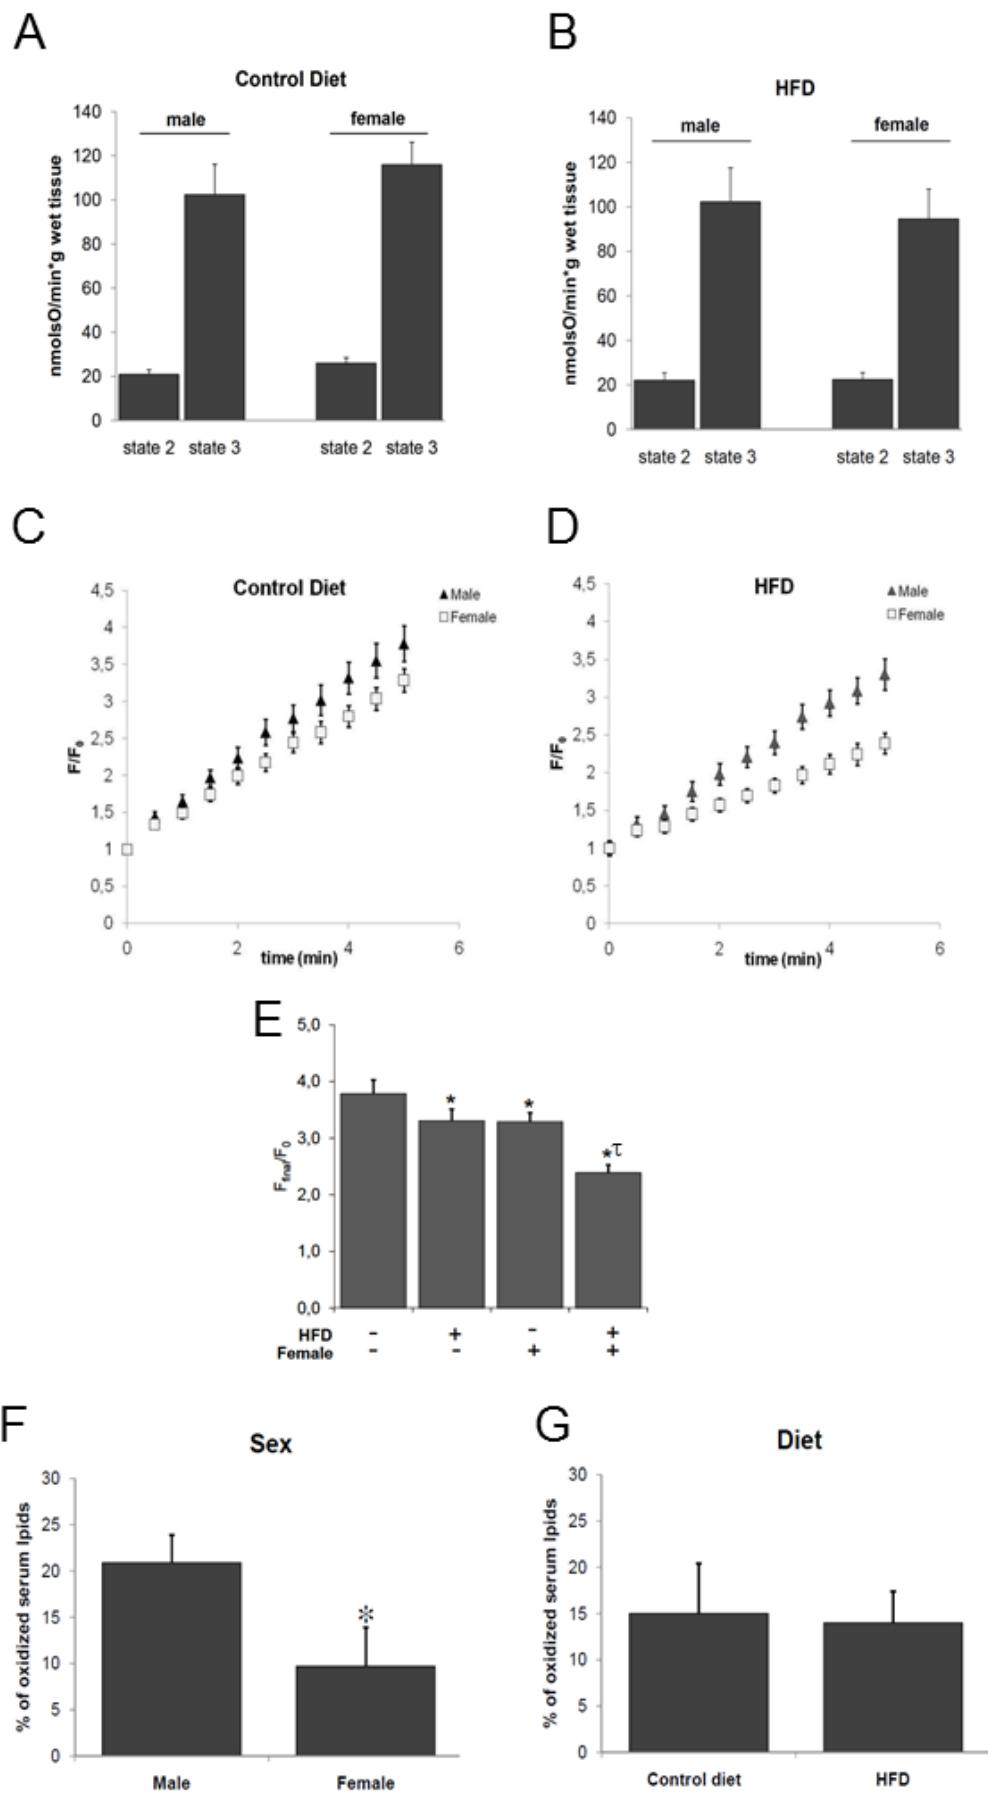 A
Control Diet
nmolsO/min*g wet tissue
140
120
100
80
60
40
20
0
male
female
state 2 state 3
state 2 state 3
B
HFD
nmolsO/min*g wet tissue
140
120
100
80
60
40
20
0
male
female
state 2 state 3
state 2 state 3
C
Control Diet
Male
Female
F/F0
4,5
4
3,5
3
2,5
2
1,5
1
0,5
0
0 2 4 6
time (min)
D
HFD
Male
Female
F/F0
4,5
4
3,5
3
2,5
2
1,5
1
0,5
0
0 2 4 6
time (min)
E
Ffinal/F0
5,0
4,0
3,0
2,0
1,0
0,0
*
*
*τ
HFD - + - +
Female - - + +
F
Sex
% of oxidized serum lpids
30
25
20
15
10
5
0
*
Male Female
G
Diet
% of oxidized serum lpids
30
25
20
15
10
5
0
Control diet HFD